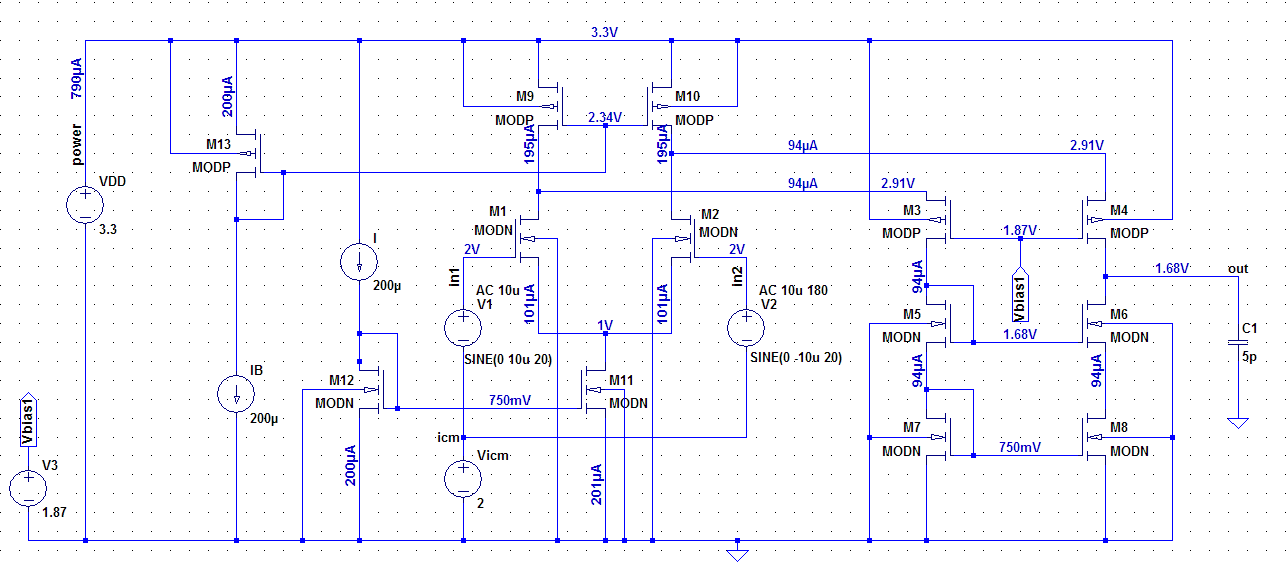 3.3V
790µA
power
VDD
3.3
200µA
M13
MODP
M9
MODP
195µA
2.34V
M10
MODP
195µA
94µA
2.91V
94µA
2.91V
M1
MODN
2V
In1
M2
MODN
2V
In2
M3
MODP
1.87V
M4
MODP
I
200µ
AC 10u
V1
101µA
101µA
AC 10u 180
V2
SINE(0 10u 20)
SINE(0 -10u 20)
1V
94µA
Vbias1
1.68V
out
C1
5p
M5
MODN
1.68V
M6
MODN
IB
200µ
M12
MODN
750mV
M11
MODN
94µA
94µA
icm
Vicm
2
200µA
201µA
M7
MODN
750mV
M8
MODN
Vbias1
V3
1.87